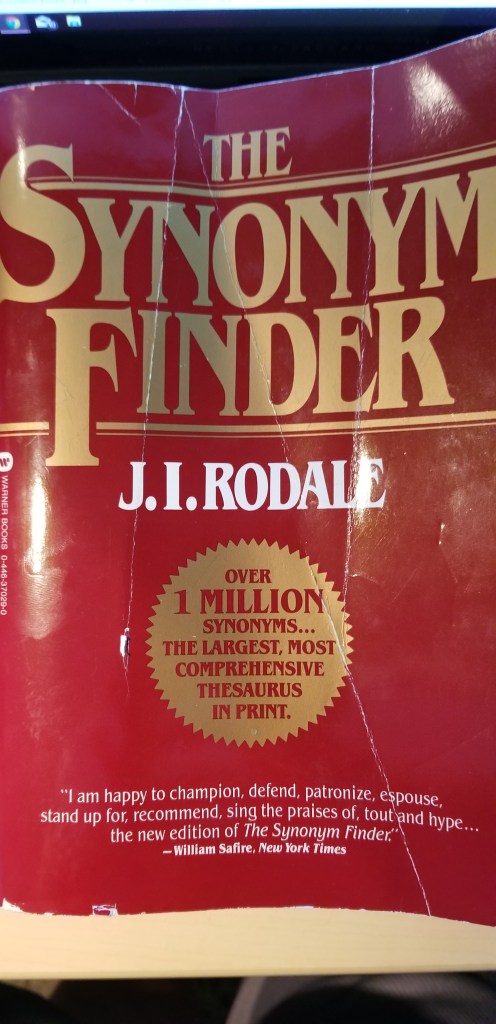 THE
SYNONYM
FINDER
J.I.RODALE
WARNER BOOKS 0-446-37029-0
OVER
1 MILLION
SYNONYMS...
THE LARGEST, MOST
COMPREHENSIVE
THESAURUS
IN PRINT.
"I am happy to champion, defend, patronize, espouse,
stand up for, recommend, sing the praises of, tout and hype...
the new edition of The Synonym Finder."
—William Safire, New York Times